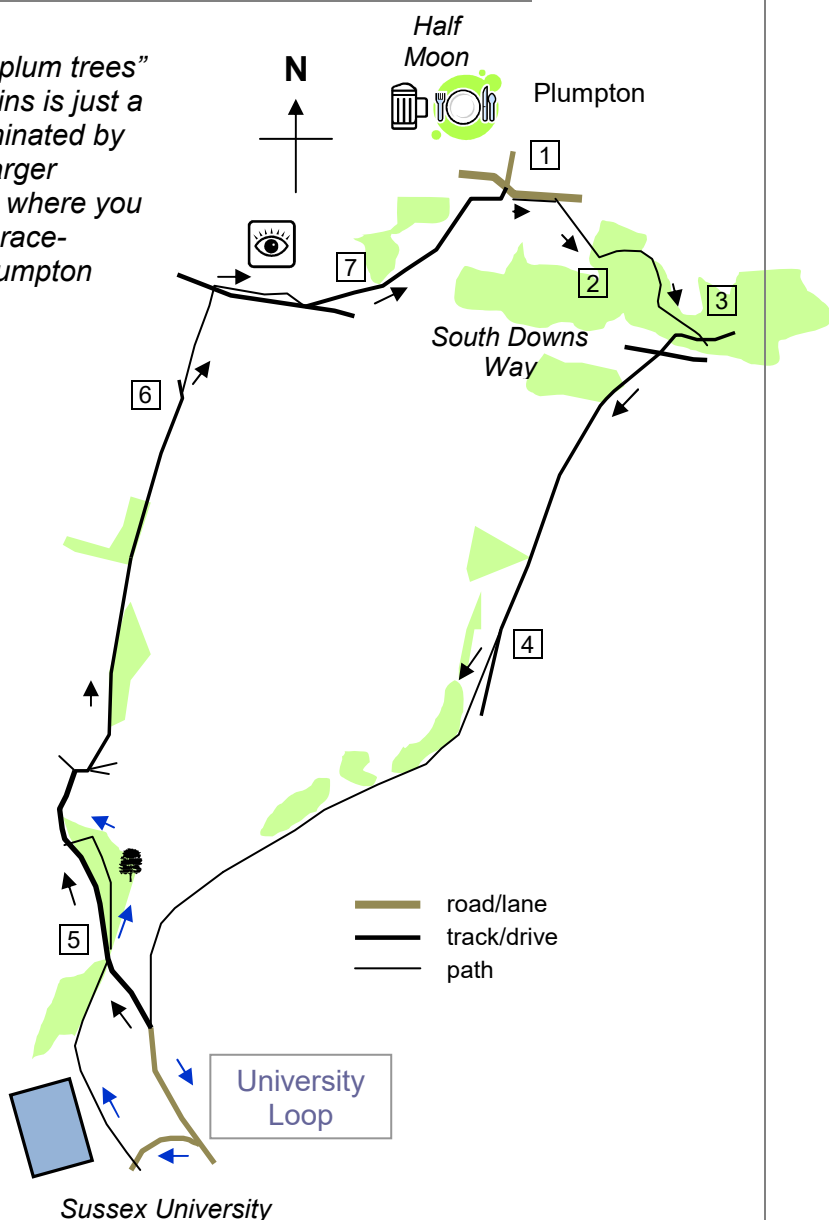 plum trees”
ins is just a
minated by
arger
where you
race-
umpton
N
Half
Moon
Plumpton
1
7
2
3
South Downs
Way
6
4
5
road/lane
track/drive
path
University
Loop
Sussex University